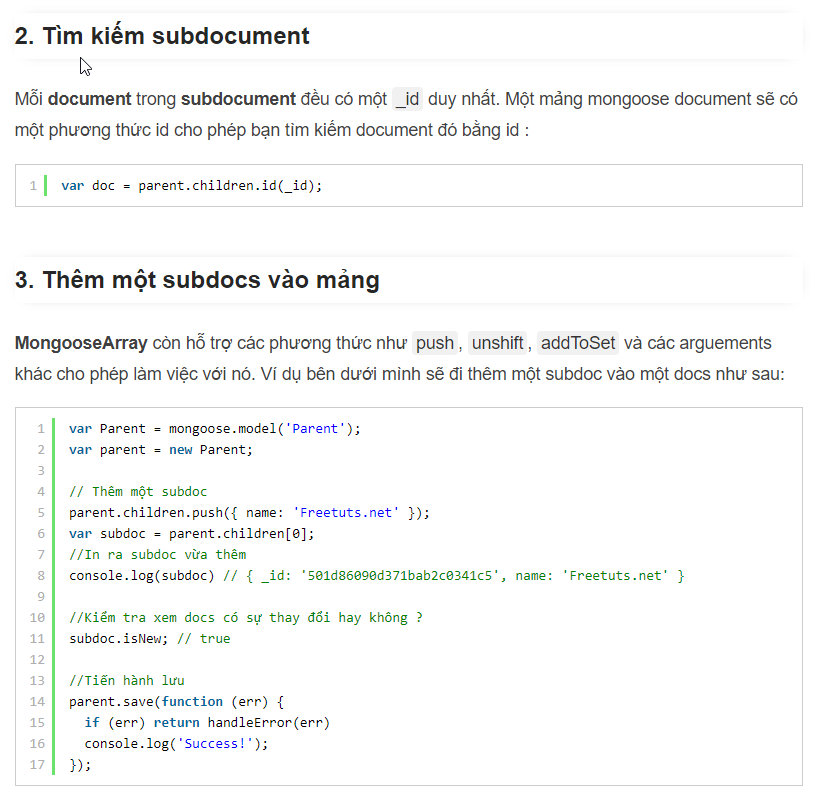 2. Tìm kiếm subdocument
Mỗi document trong subdocument đều có một _id duy nhất. Một mảng mongoose document sẽ có
một phương thức id cho phép bạn tìm kiếm document đó bằng id :
1 var doc = parent.children.id(_id);
3. Thêm một subdocs vào mảng
MongooseArray còn hỗ trợ các phương thức như push, unshift, addToSet và các arguements
khác cho phép làm việc với nó. Ví dụ bên dưới mình sẽ đi thêm một subdoc vào một docs như sau:
1 var Parent = mongoose.model('Parent');
2 var parent = new Parent;
3
4 // Thêm một subdoc
5 parent.children.push({ name: 'Freetuts.net' });
6 var subdoc = parent.children[0];
7 //In ra subdoc vừa thêm
8 console.log(subdoc) // { _id: '501d86090d371bab2c0341c5', name: 'Freetuts.net' }
9
10 //Kiểm tra xem docs có sự thay đổi hay không ?
11 subdoc.isNew; // true
12
13 //Tiến hành lưu
14 parent.save(function (err) {
15   if (err) return handleError(err)
16   console.log('Success!');
17 });